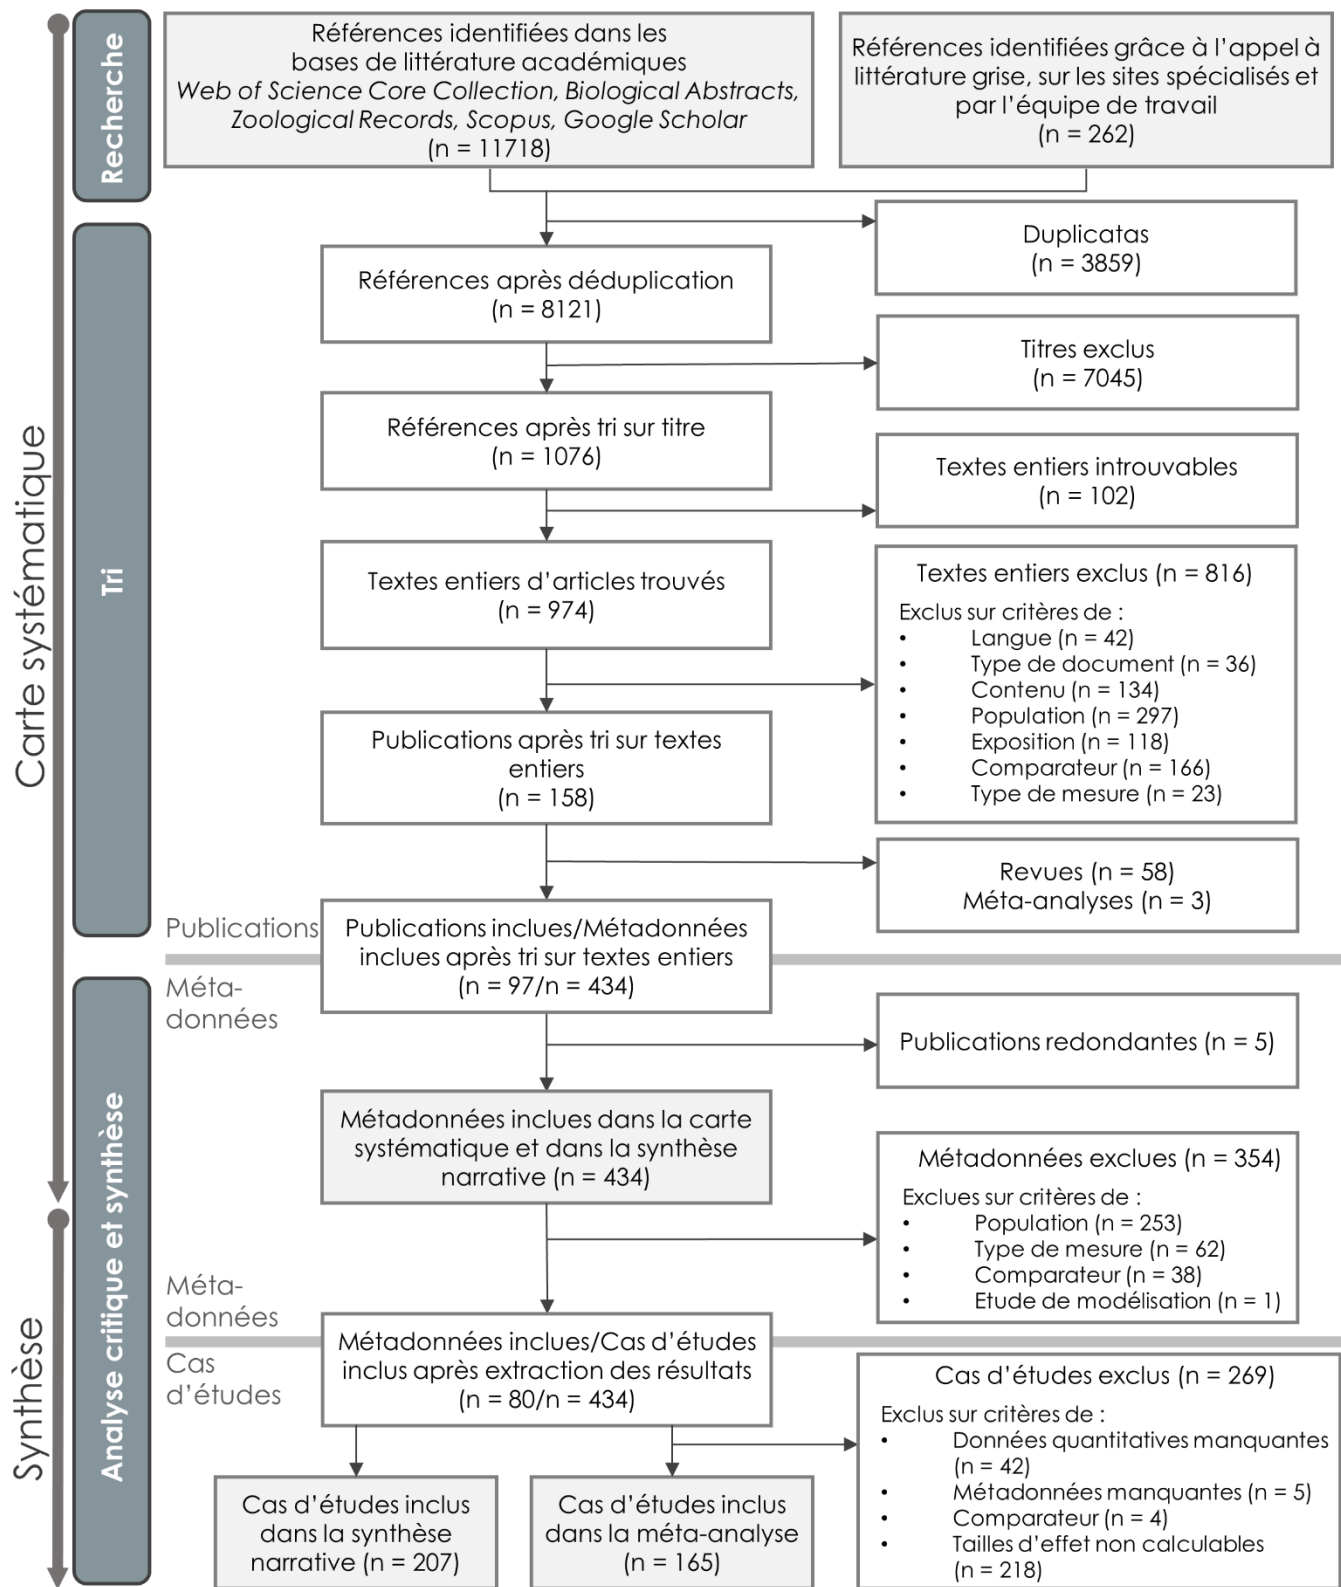 Carte systématique
Synthèse
Recherche
Tri
Analyse critique et synthèse
Références identifiées dans les
bases de littérature académiques
Web of Science Core Collection, Biological Abstracts,
Zoological Records, Scopus, Google Scholar
(n = 11718)
Références identifiées grâce à l’appel à
littérature grise, sur les sites spécialisés et
par l’équipe de travail
(n = 262)
Duplicatas
(n = 3859)
Références après déduplication
(n = 8121)
Titres exclus
(n = 7045)
Références après tri sur titre
(n = 1076)
Textes entiers introuvables
(n = 102)
Textes entiers d’articles trouvés
(n = 974)
Textes entiers exclus (n = 816)
Exclus sur critères de :
• Langue (n = 42)
• Type de document (n = 36)
• Contenu (n = 134)
• Population (n = 297)
• Exposition (n = 118)
• Comparateur (n = 166)
• Type de mesure (n = 23)
Publications après tri sur textes
entiers
(n = 158)
Revues (n = 58)
Méta-analyses (n = 3)
Publications
Méta-
données
Publications inclues/Métadonnées
inclues après tri sur textes entiers
(n = 97/n = 434)
Publications redondantes (n = 5)
Métadonnées inclues dans la carte
systématique et dans la synthèse
narrative (n = 434)
Métadonnées exclues (n = 354)
Exclues sur critères de :
• Population (n = 253)
• Type de mesure (n = 62)
• Comparateur (n = 38)
• Etude de modélisation (n = 1)
Méta-
données
Cas
d’études
Métadonnées inclues/Cas d’études
inclus après extraction des résultats
(n = 80/n = 434)
Cas d’études exclus (n = 269)
Exclus sur critères de :
• Données quantitatives manquantes
(n = 42)
• Métadonnées manquantes (n = 5)
• Comparateur (n = 4)
• Tailles d’effet non calculables
(n = 218)
Cas d’études inclus
dans la synthèse
narrative (n = 207)
Cas d’études inclus
dans la méta-analyse
(n = 165)